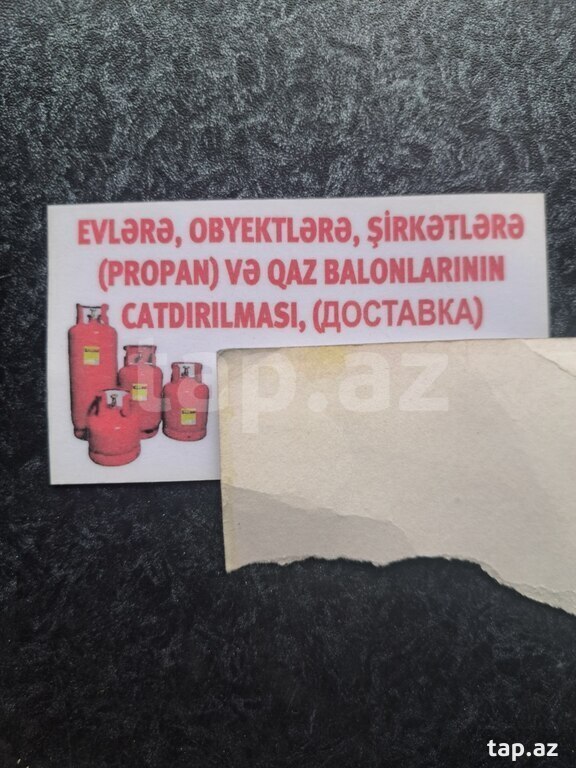 EVLƏRƏ, OBYEKTLƏRƏ, ŞİRKƏTLƏRƏ
(PROPAN) VƏ QAZ BALONLARININ
CATDIRILMASI, (ДОСТАВКА)
tap.az
tap.az